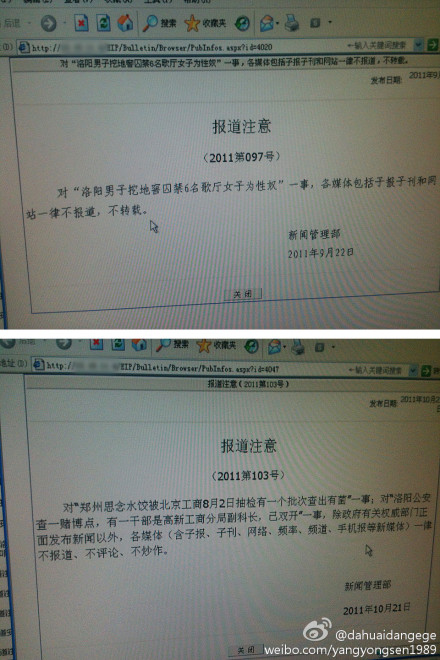 后退
搜索
收藏夹
http://
EIP/Bulletin/Browser/PubInfos.aspx?id=4020
输入关键词搜索
对“洛阳男子挖地窖囚禁6名歌厅女子为性奴”一事，各媒体包括子报子刊和网站一律不报道，不转载。
发布日期：2011年9
报道注意
（2011第097号）
对“洛阳男子挖地窖囚禁6名歌厅女子为性奴”一事，各媒体包括子报子刊和网
站一律不报道，不转载。
新闻管理部
2011年9月22日
关 闭
搜索
收藏夹
地址(D)
http://
EIP/Bulletin/Browser/PubInfos.aspx?id=4047
输入关键词搜索
报道注意(2011第103号)
发布日期：2011年10月2
报道注意
（2011第103号）
对“郑州思念水饺被北京工商8月2日抽检有一个批次查出有菌”一事；对“洛阳公安
查一赌博点，有一干部是高新工商分局副科长，己双开”一事，除政府有关权威部门正
面发布新闻以外，各媒体（含子报、子刊、网络、频率、频道、手机报等新媒体）一律
不报道、不评论、不炒作。
新闻管理部
2011年10月21日
关 闭
@dahuaidangege
weibo.com/yangyongsen1989